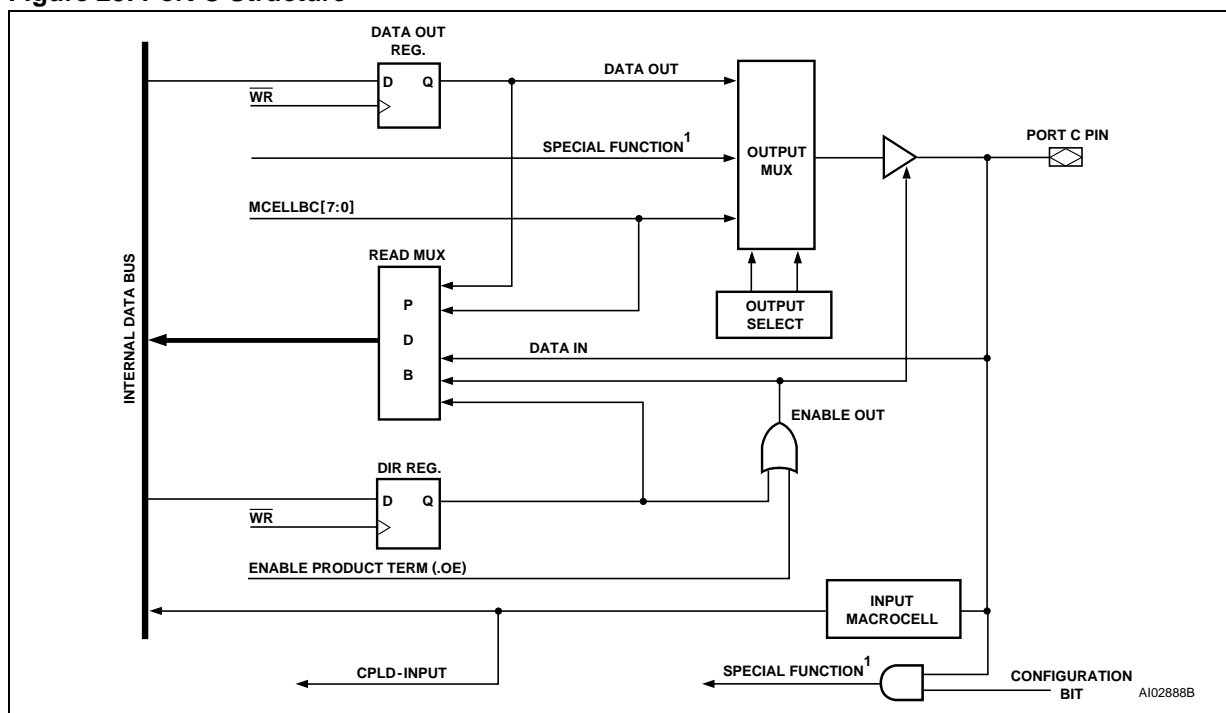 DATA OUT
REG.
D Q
WR
DATA OUT
SPECIAL FUNCTION1
OUTPUT
MUX
PORT C PIN
MCELLBC[7:0]
READ MUX
P
D
B
OUTPUT
SELECT
DATA IN
ENABLE OUT
INTERNAL DATA BUS
DIR REG.
D Q
WR
ENABLE PRODUCT TERM (.OE)
INPUT
MACROCELL
CPLD-INPUT
SPECIAL FUNCTION1
CONFIGURATION
BIT
AI02888B